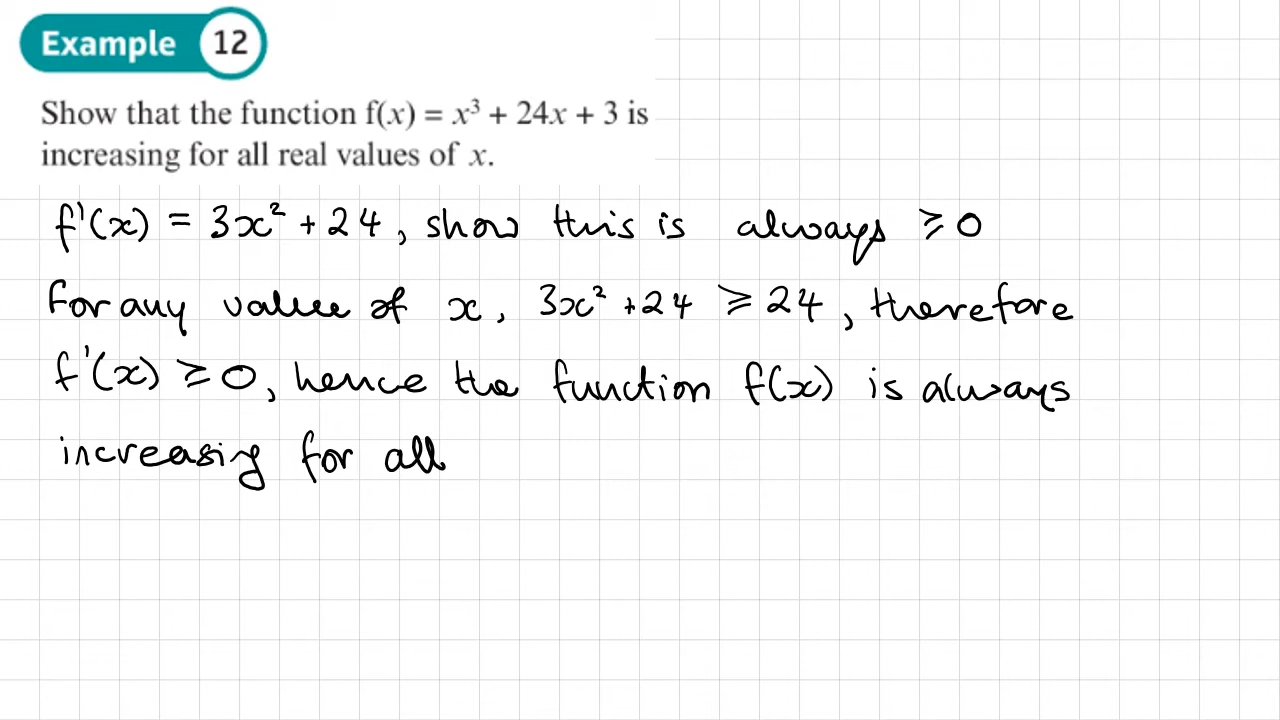 Example 12
Show that the function f(x) = x³ + 24x + 3 is
increasing for all real values of x.
f'(x) = 3x² + 24, show this is always ⩾ 0
For any value of x, 3x² + 24 ⩾ 24, therefore
f'(x) ⩾ 0, hence the function f(x) is always
increasing for all